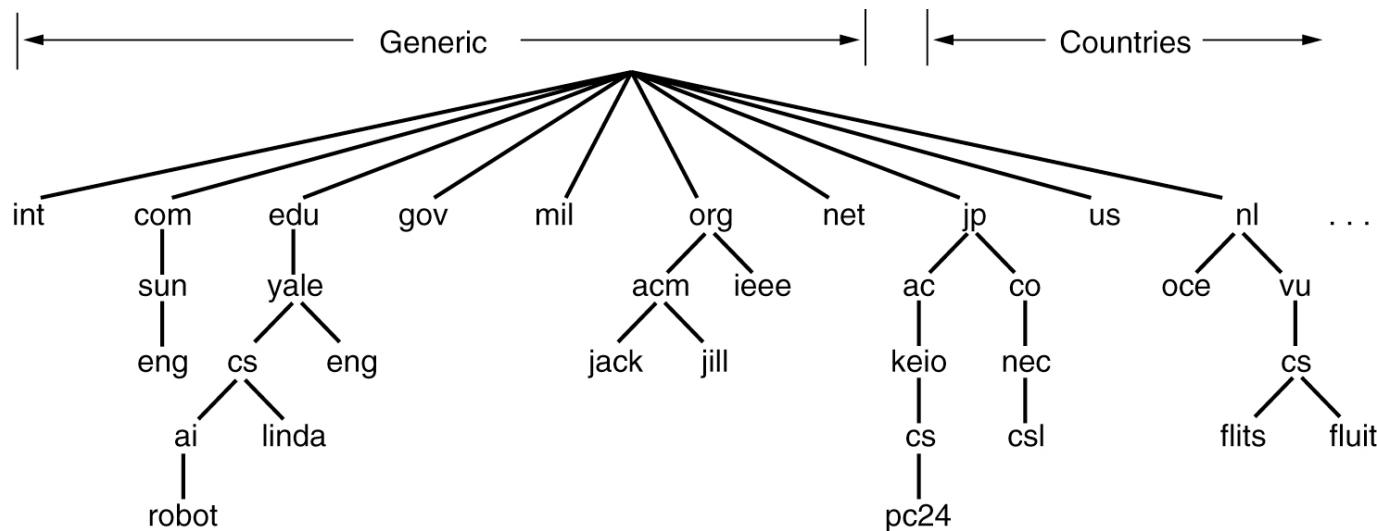 Generic Countries
int com edu gov mil org net jp us nl . . .
sun yale acm ieee ac co oce vu
eng cs eng jack jill keio nec cs
ai linda cs csl flits fluit
robot pc24